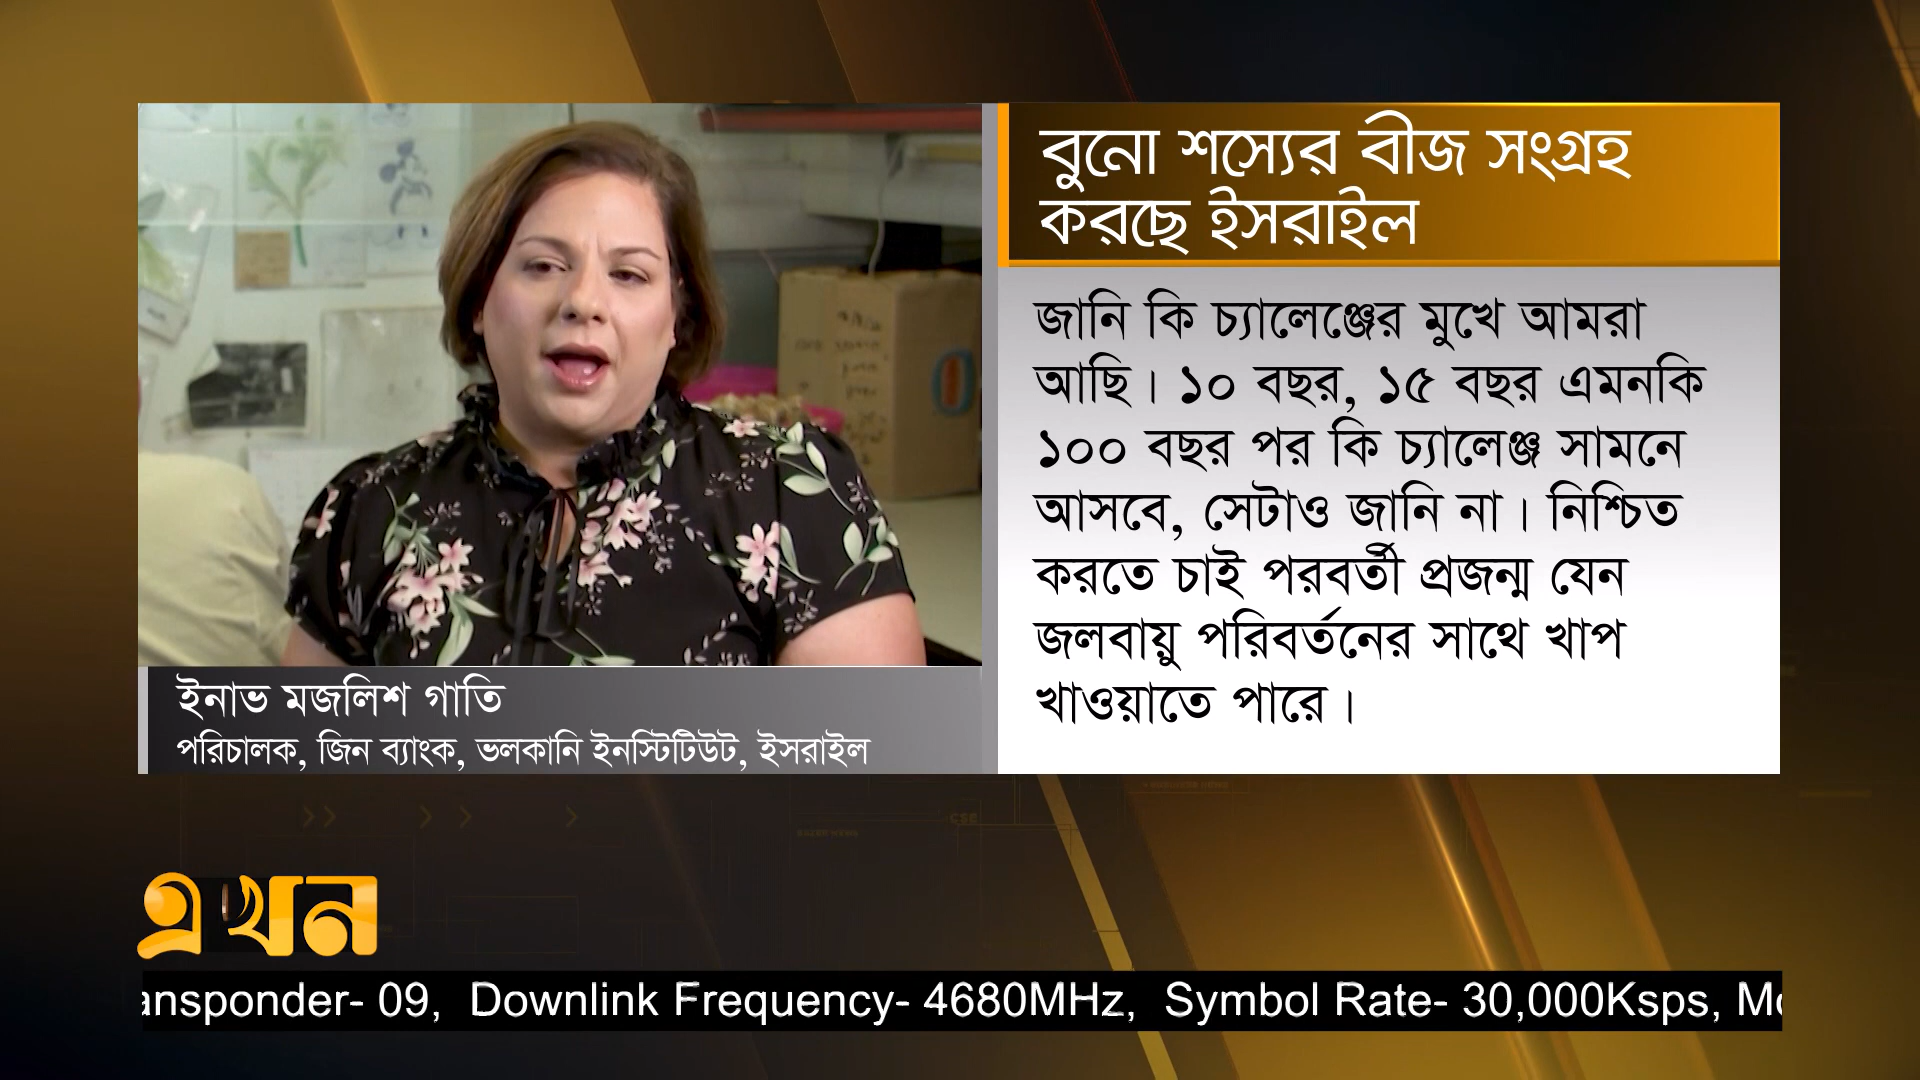 বুনো শস্যের বীজ সংগ্রহ
করছে ইসরাইল
জানি কি চ্যালেঞ্জের মুখে আমরা
আছি। ১০ বছর, ১৫ বছর এমনকি
১০০ বছর পর কি চ্যালেঞ্জ সামনে
আসবে, সেটাও জানি না। নিশ্চিত
করতে চাই পরবর্তী প্রজন্ম যেন
জলবায়ু পরিবর্তনের সাথে খাপ
খাওয়াতে পারে।
ইনাভ মজলিশ গাতি
পরিচালক, জিন ব্যাংক, ভলকানি ইনস্টিটিউট, ইসরাইল
এখন
ansponder- 09, Downlink Frequency- 4680MHz, Symbol Rate- 30,000Ksps, Mo